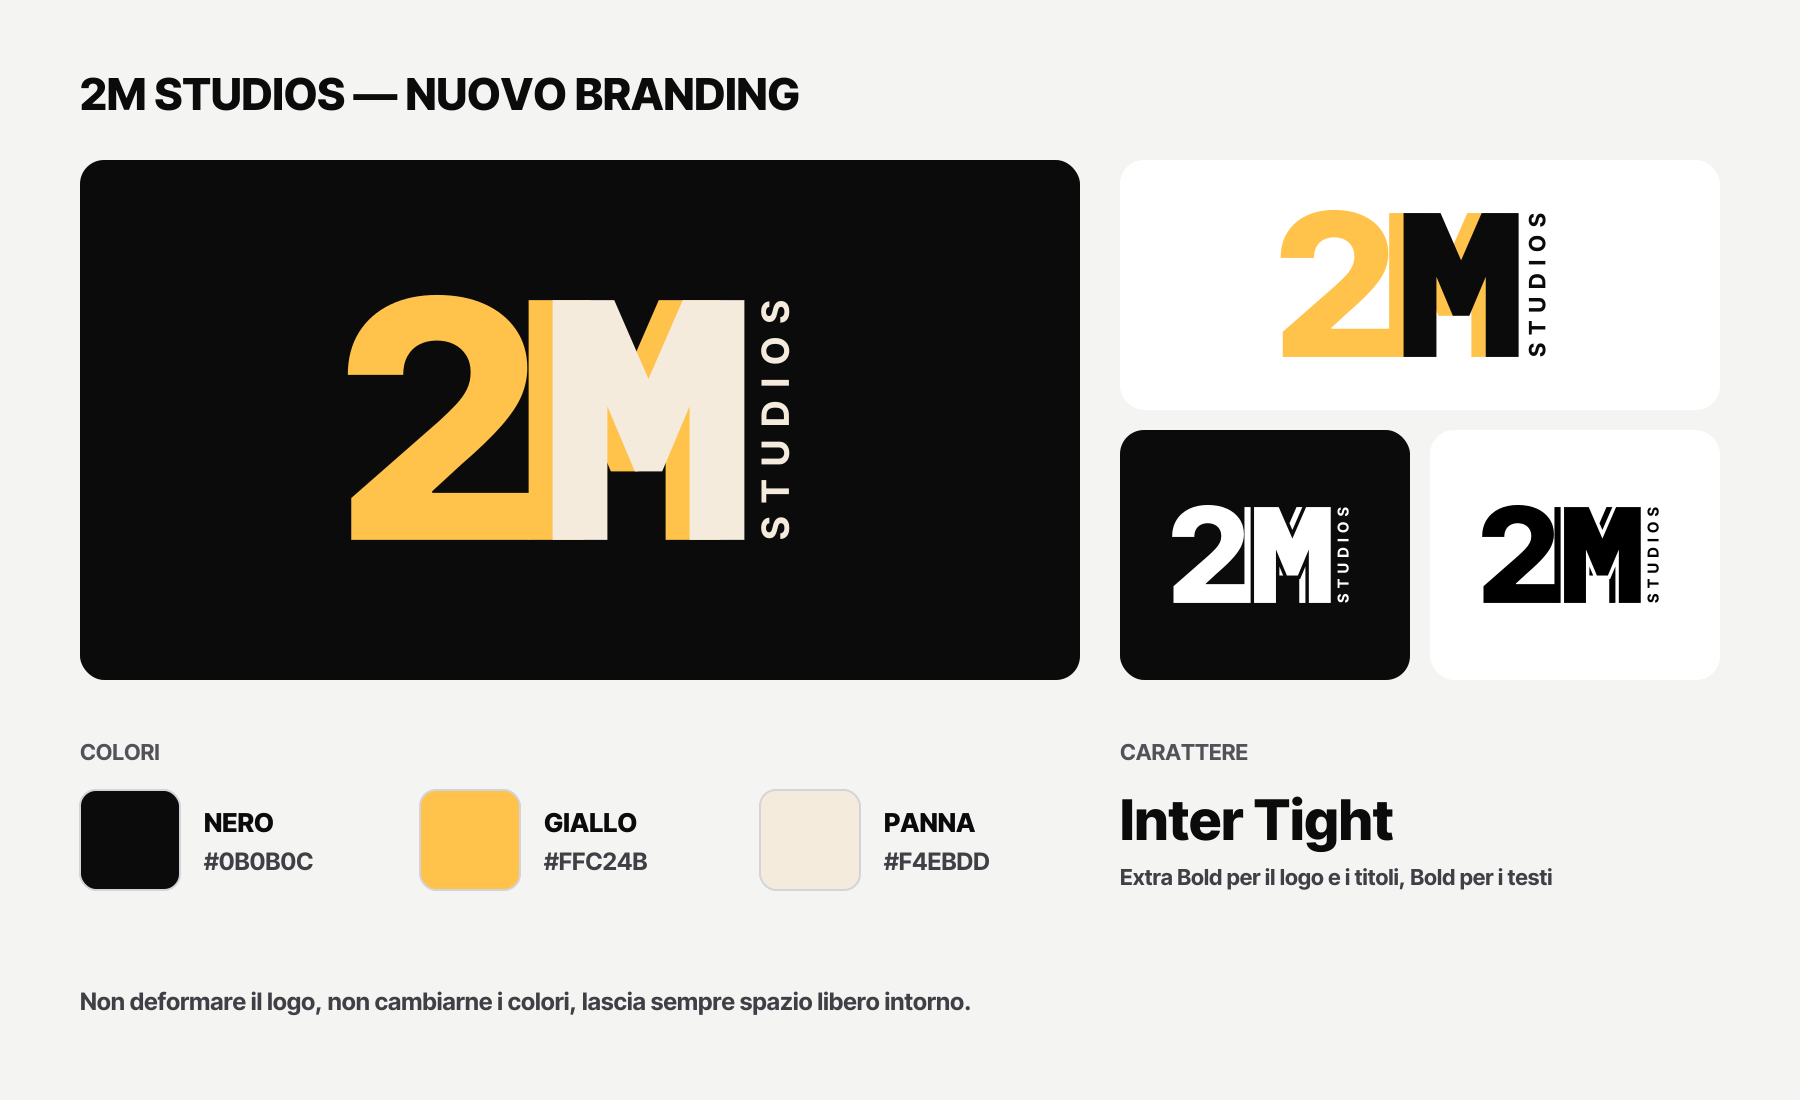 2M STUDIOS — NUOVO BRANDING
2M STUDIOS
2M STUDIOS
2M STUDIOS
2M STUDIOS
COLORI
NERO
#0B0B0C
GIALLO
#FFC24B
PANNA
#F4EBDD
CARATTERE
Inter Tight
Extra Bold per il logo e i titoli, Bold per i testi
Non deformare il logo, non cambiarne i colori, lascia sempre spazio libero intorno.